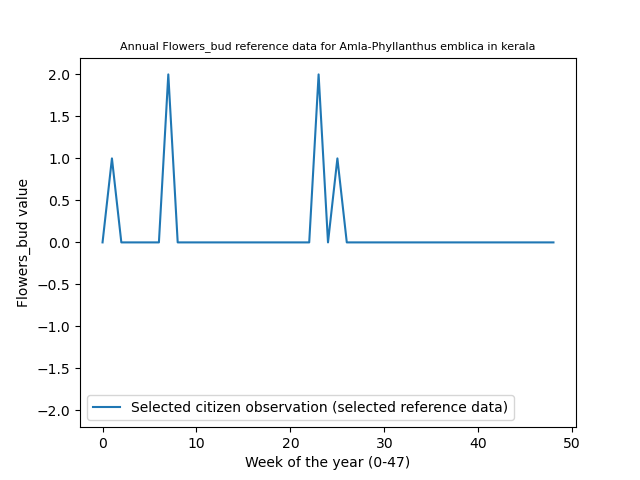 Annual Flowers_bud reference data for Amla-Phyllanthus emblica in kerala
2.0
1.5
1.0
0.5
0.0
−0.5
−1.0
−1.5
−2.0
Flowers_bud value
Selected citizen observation (selected reference data)
0 10 20 30 40 50
Week of the year (0-47)